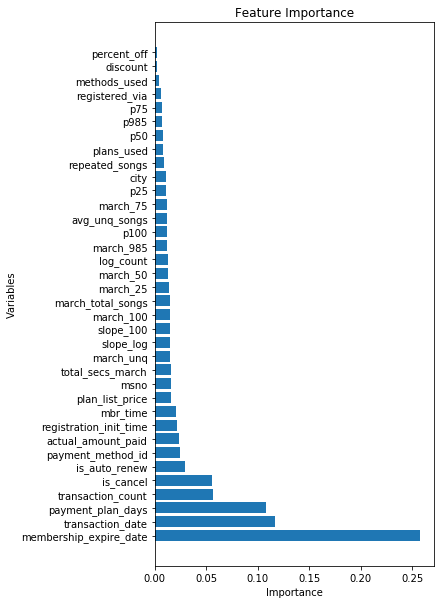 Feature Importance
percent_off
discount
methods_used
registered_via
p75
p985
p50
plans_used
repeated_songs
city
p25
march_75
avg_unq_songs
p100
march_985
log_count
march_50
march_25
march_total_songs
march_100
slope_100
slope_log
march_unq
total_secs_march
msno
plan_list_price
mbr_time
registration_init_time
actual_amount_paid
payment_method_id
is_auto_renew
is_cancel
transaction_count
payment_plan_days
transaction_date
membership_expire_date
Variables
0.00 0.05 0.10 0.15 0.20 0.25
Importance